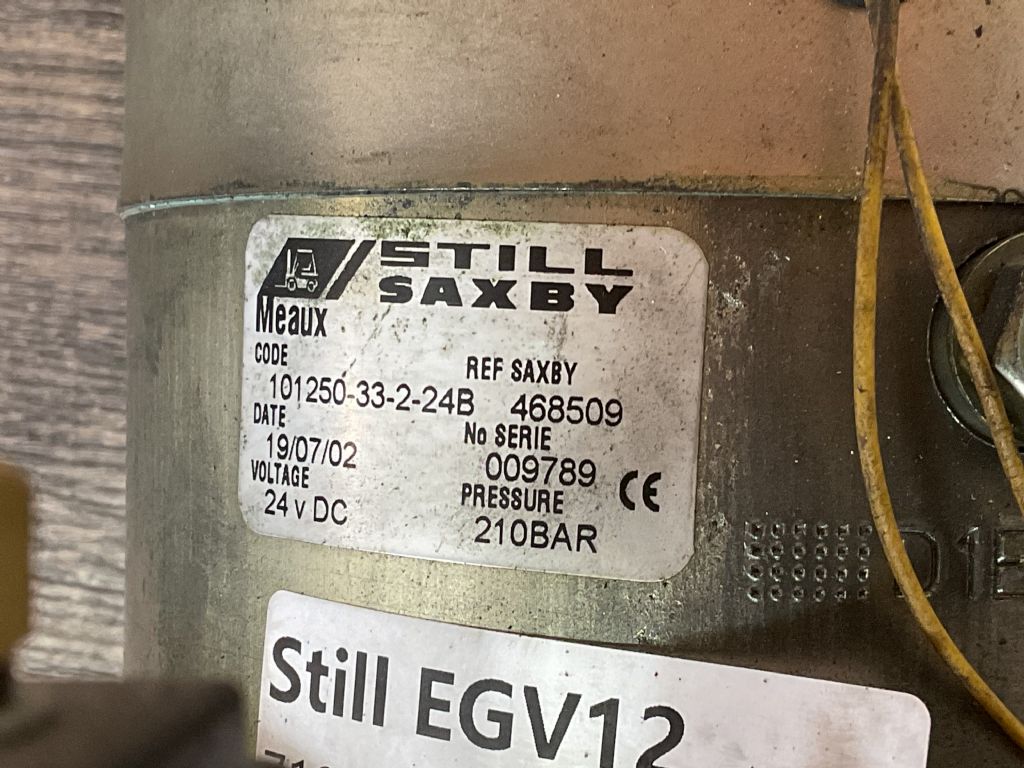 STILL
SAXBY
Meaux
CODE REF SAXBY
101250-33-2-24B 468509
DATE No SERIE
19/07/02 009789
VOLTAGE PRESSURE
24 v DC 210BAR
CE
Still EGV12